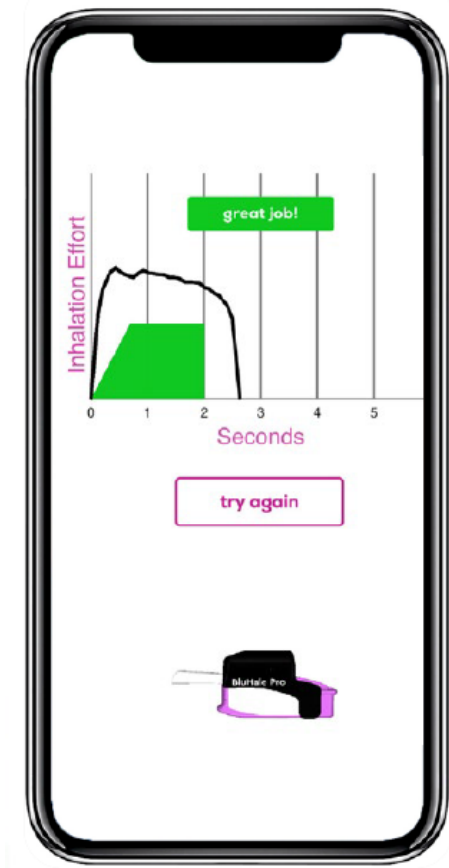 great job!
Inhalation Effort
0 1 2 3 4 5
Seconds
try again
BluHale Pro